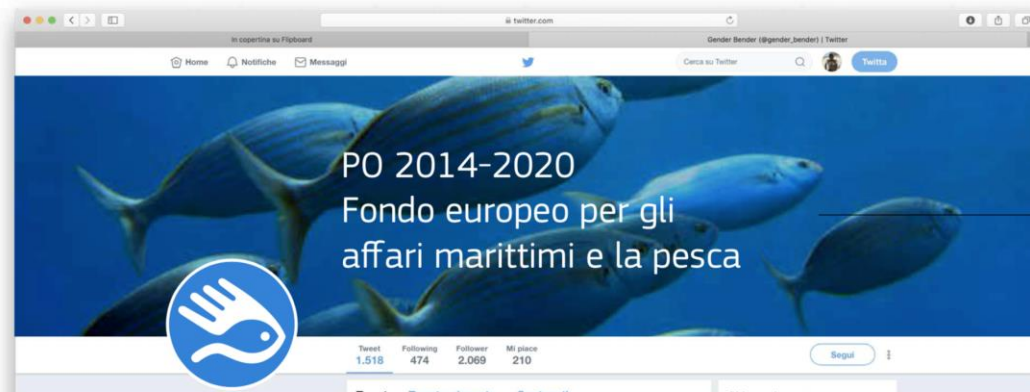 twitter.com
In copertina su Flipboard
Gender Bender (@gender_bender) | Twitter
Home Notifiche Messaggi
Cerca su Twitter
Twitta
PO 2014-2020
Fondo europeo per gli
affari marittimi e la pesca
Tweet Following Follower Mi piace
1.518 474 2.069 210
Segui